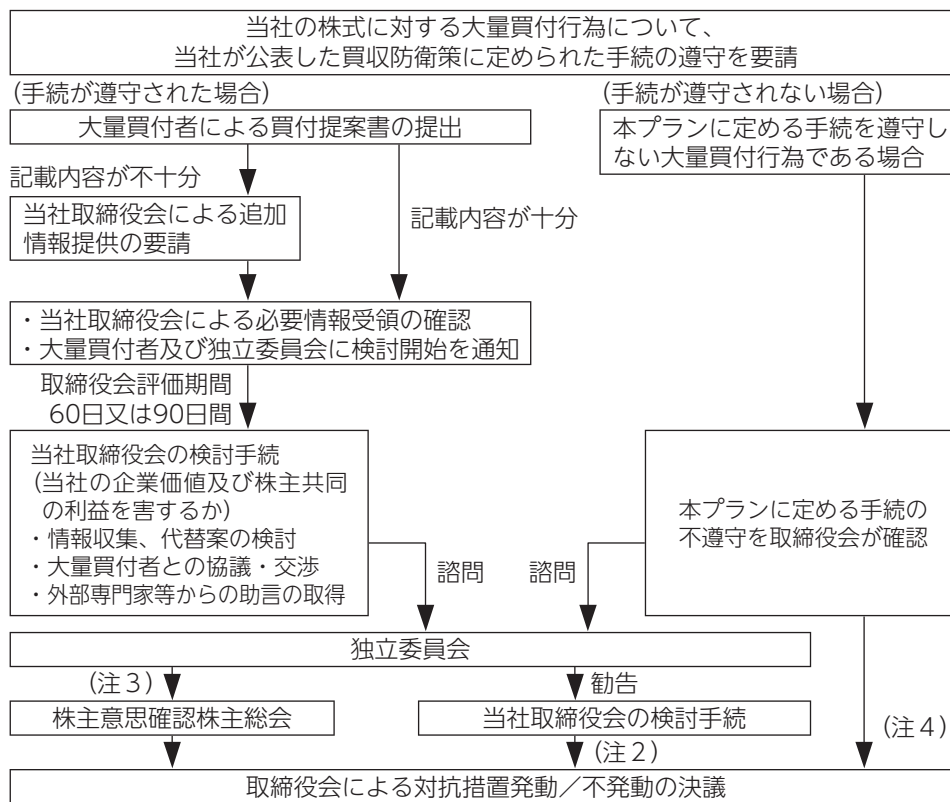 当社の株式に対する大量買付行為について、
当社が公表した買収防衛策に定められた手続の遵守を要請
(手続が遵守された場合)
(手続が遵守されない場合)
大量買付者による買付提案書の提出
本プランに定める手続を遵守し
ない大量買付行為である場合
記載内容が不十分
当社取締役会による追加
情報提供の要請
記載内容が十分
・当社取締役会による必要情報受領の確認
・大量買付者及び独立委員会に検討開始を通知
取締役会評価期間
60日又は90日間
当社取締役会の検討手続
(当社の企業価値及び株主共同
の利益を害するか)
・情報収集、代替案の検討
・大量買付者との協議・交渉
・外部専門家等からの助言の取得
本プランに定める手続の
不遵守を取締役会が確認
諮問
諮問
独立委員会
(注３)
勧告
株主意思確認株主総会
当社取締役会の検討手続
(注２)
(注４)
取締役会による対抗措置発動／不発動の決議